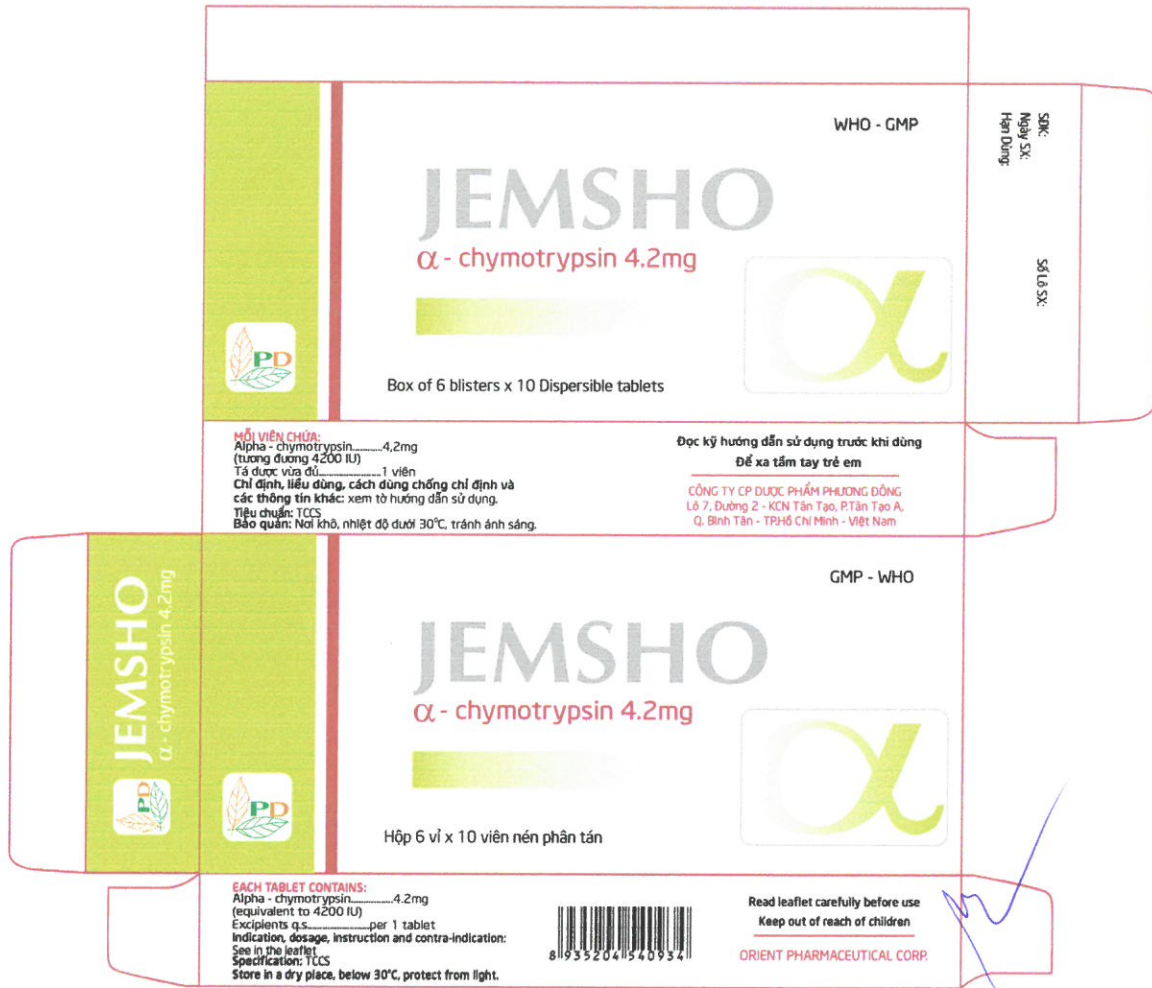 WHO - GMP
JEMSHO
α - chymotrypsin 4.2mg
PD
Box of 6 blisters x 10 Dispersible tablets
SĐK:
Ngày SX:
Hạn Dùng:
Số Lô SX:
MỖI VIÊN CHỨA:
Alpha - chymotrypsin............4,2mg
(tương đương 4200 IU)
Tá dược vừa đủ........................1 viên
Chỉ định, liều dùng, cách dùng chống chỉ định và
các thông tin khác: xem tờ hướng dẫn sử dụng.
Tiêu chuẩn: TCCS
Bảo quản: Nơi khô, nhiệt độ dưới 30°C, tránh ánh sáng.
Đọc kỹ hướng dẫn sử dụng trước khi dùng
Để xa tầm tay trẻ em
CÔNG TY CP DƯỢC PHẨM PHƯƠNG ĐÔNG
Lô 7, Đường 2 - KCN Tân Tạo, P.Tân Tạo A,
Q. Bình Tân - TP.Hồ Chí Minh - Việt Nam
JEMSHO
α - chymotrypsin 4.2mg
PD
GMP - WHO
JEMSHO
α - chymotrypsin 4.2mg
PD
Hộp 6 vỉ x 10 viên nén phân tán
EACH TABLET CONTAINS:
Alpha - chymotrypsin............4.2mg
(equivalent to 4200 IU)
Excipients q.s......................per 1 tablet
Indication, dosage, instruction and contra-indication:
See in the leaflet
Specification: TCCS
Store in a dry place, below 30°C, protect from light.
8 935204 540934
Read leaflet carefully before use
Keep out of reach of children
ORIENT PHARMACEUTICAL CORP.